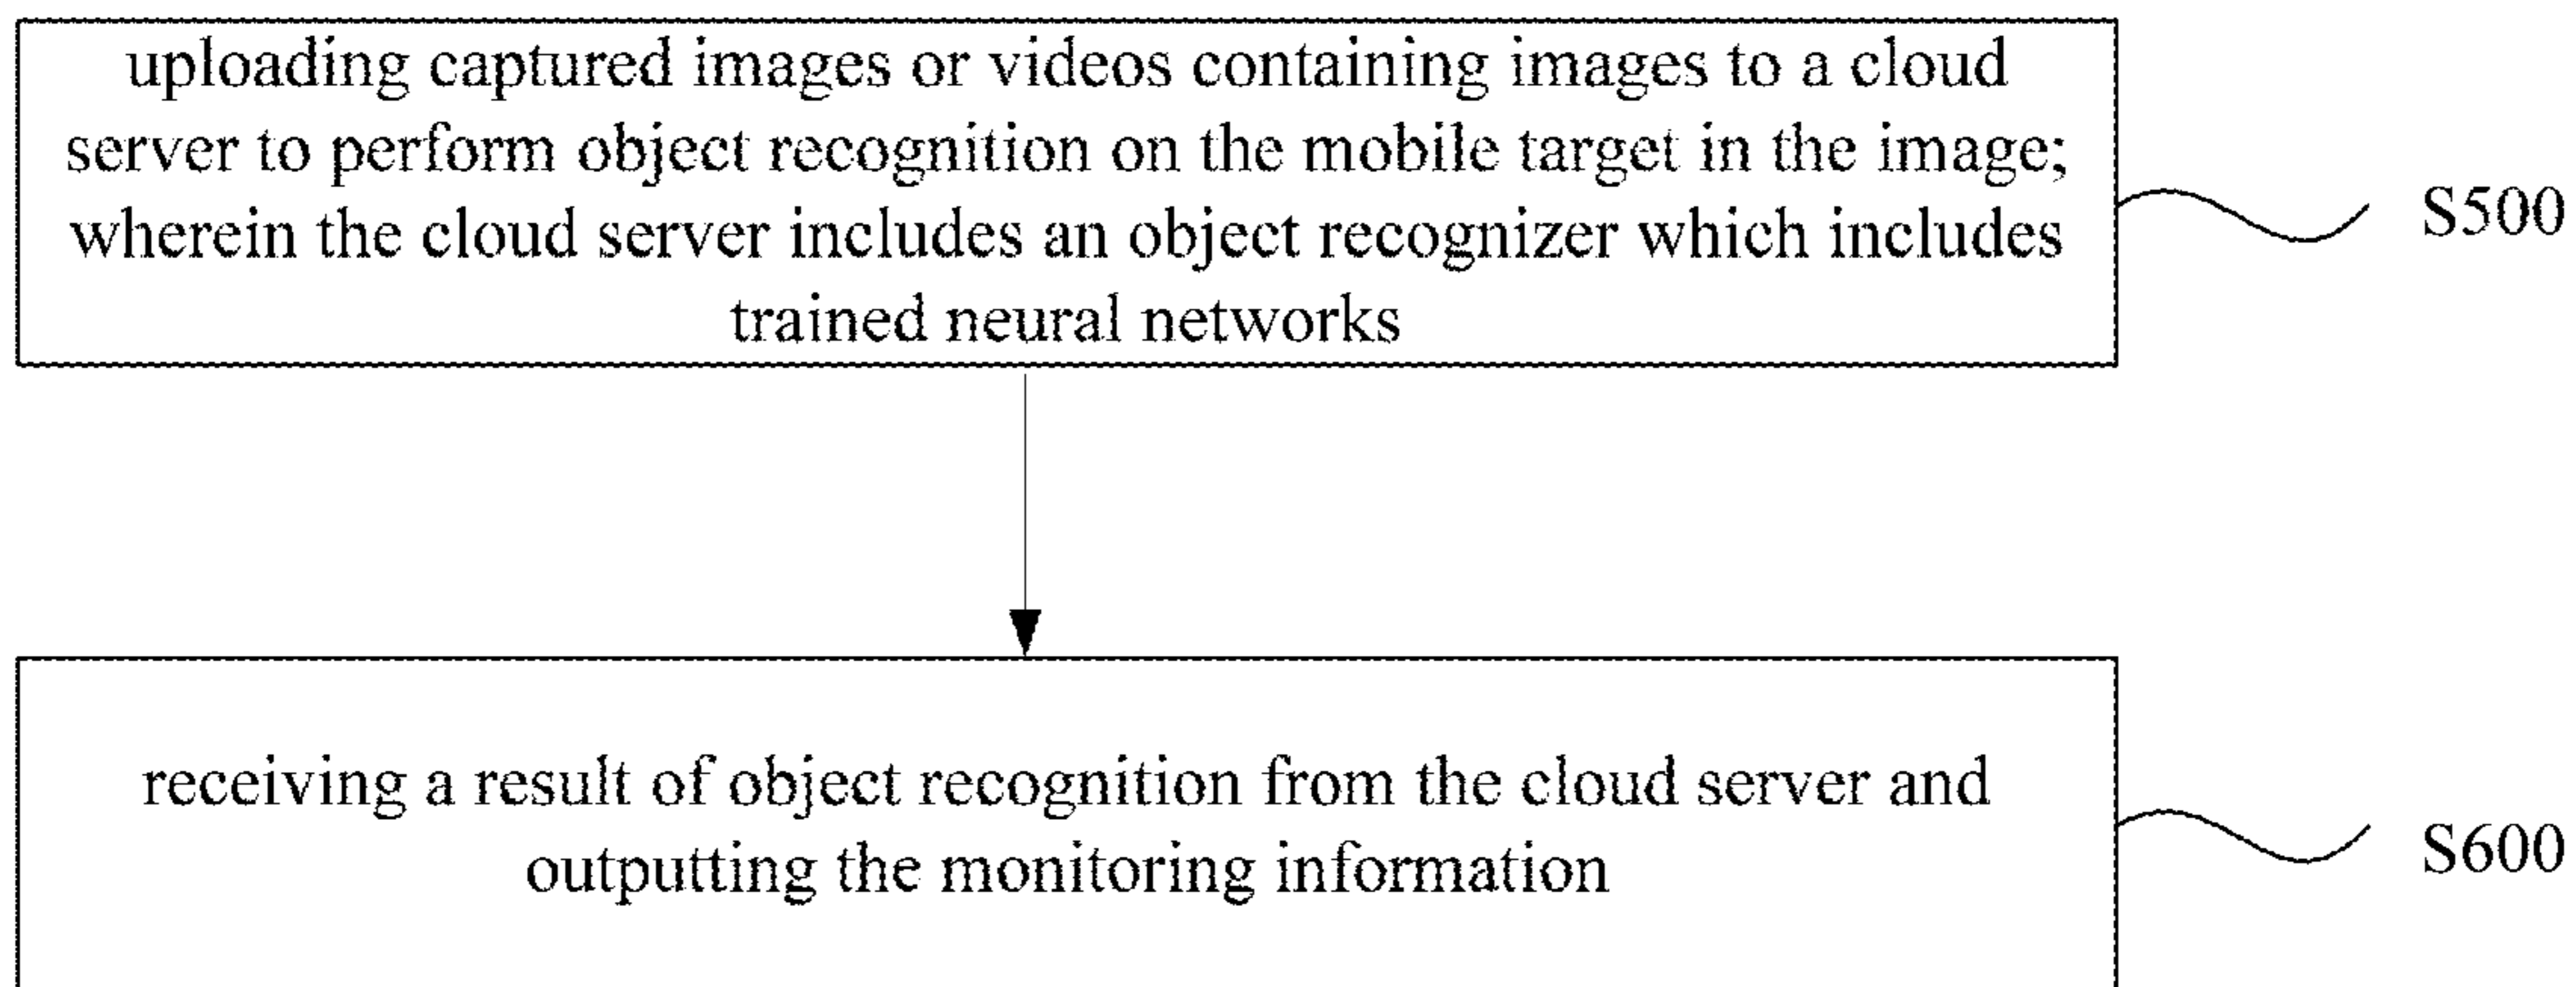 uploading captured images or videos containing images to a cloud
server to perform object recognition on the mobile target in the image;
wherein the cloud server includes an object recognizer which includes
trained neural networks
S500
receiving a result of object recognition from the cloud server and
outputting the monitoring information
S600